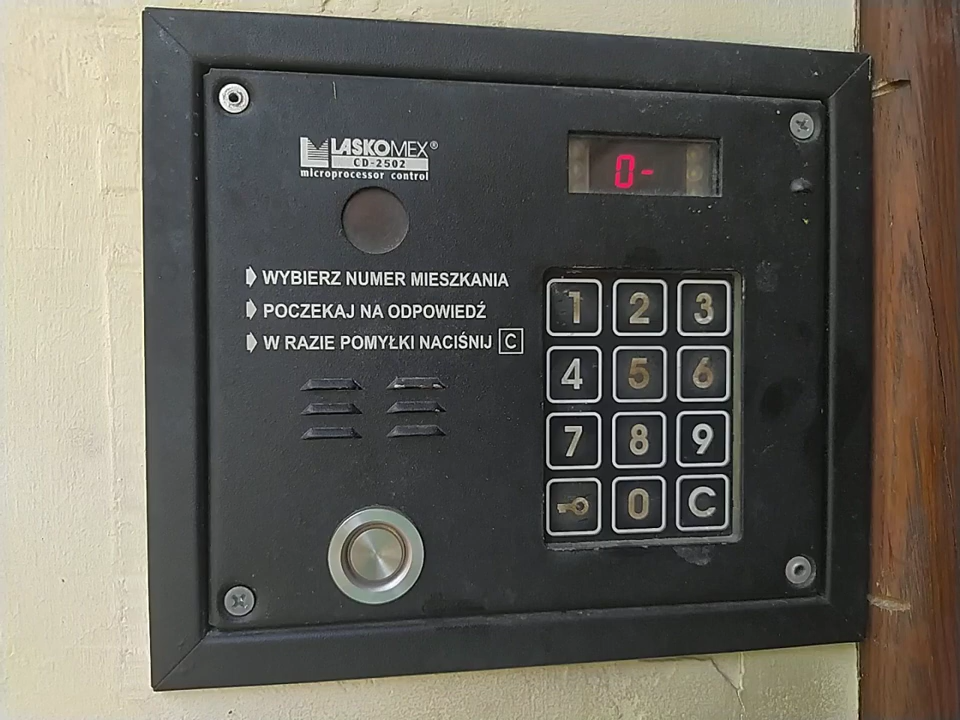 LASKOMEX®
CD-2502
microprocessor control
0-
WYBIERZ NUMER MIESZKANIA
POCZEKAJ NA ODPOWIEDŹ
W RAZIE POMYŁKI NACIŚNIJ C
1 2 3
4 5 6
7 8 9
0 C